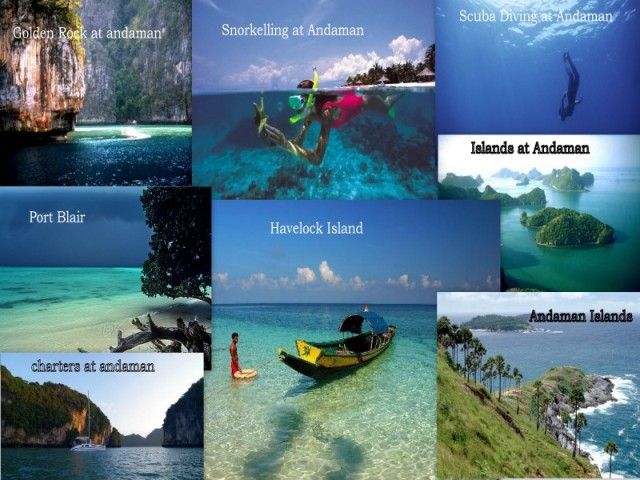 Golden Rock at andaman
Snorkelling at Andaman
Scuba Diving at Andaman
Islands at Andaman
Port Blair
Havelock Island
Andaman Islands
charters at andaman